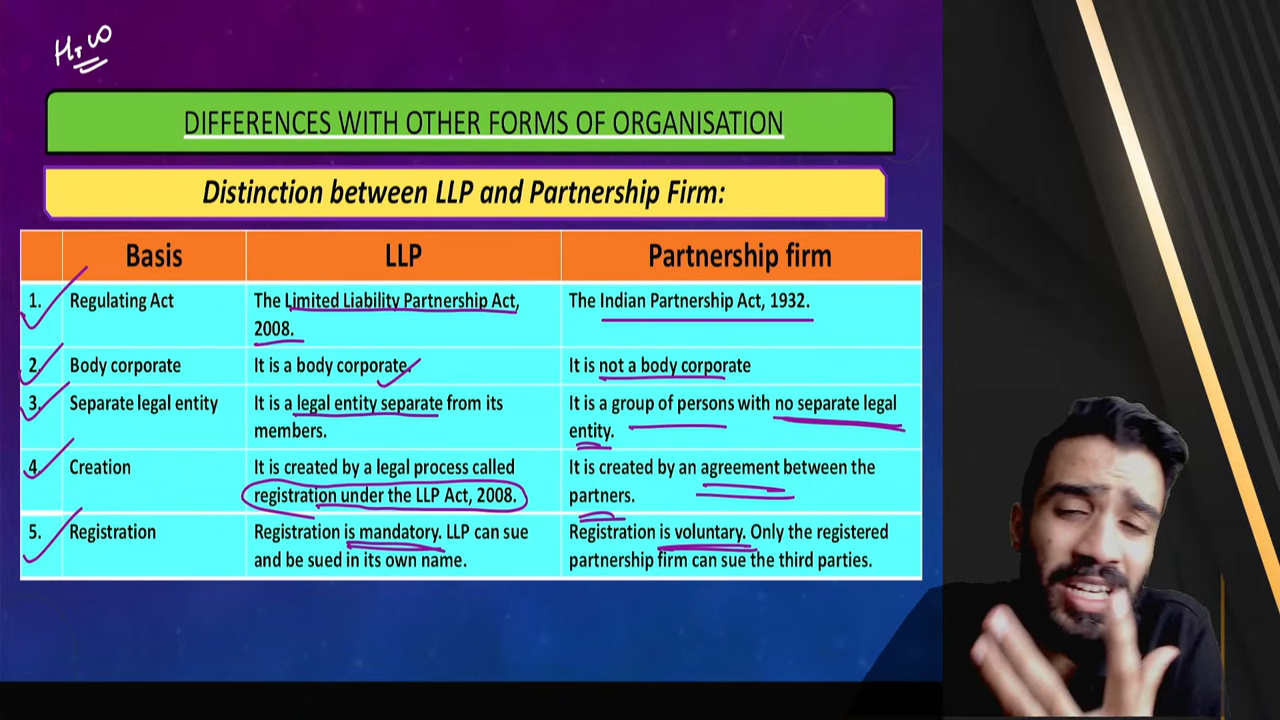 DIFFERENCES WITH OTHER FORMS OF ORGANISATION
Distinction between LLP and Partnership Firm:
Basis LLP Partnership firm
1. Regulating Act The Limited Liability Partnership Act, The Indian Partnership Act, 1932.
2008.
2. Body corporate It is a body corporate. It is not a body corporate
3. Separate legal entity It is a legal entity separate from its It is a group of persons with no separate legal
members. entity.
4. Creation It is created by a legal process called It is created by an agreement between the
registration under the LLP Act, 2008. partners.
5. Registration Registration is mandatory. LLP can sue Registration is voluntary. Only the registered
and be sued in its own name. partnership firm can sue the third parties.